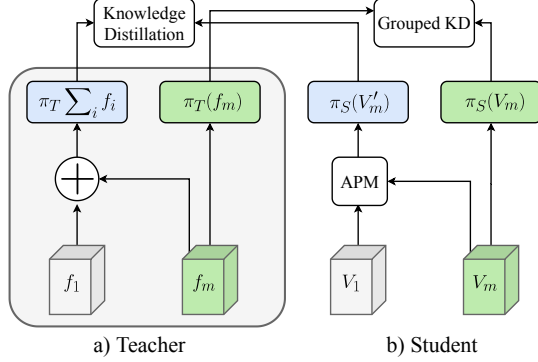 Knowledge
Distillation
Grouped KD
π_T ∑_i f_i
π_T(f_m)
π_S(V'_m)
π_S(V_m)
APM
f_1
f_m
V_1
V_m
a) Teacher
b) Student